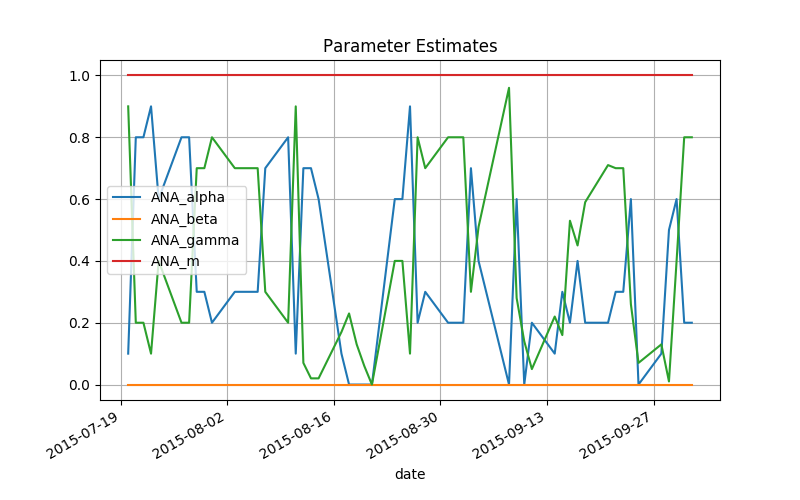 Parameter Estimates
1.0
0.8
0.6
0.4
0.2
0.0
ANA_alpha
ANA_beta
ANA_gamma
ANA_m
2015-07-19
2015-08-02
2015-08-16
2015-08-30
2015-09-13
2015-09-27
date